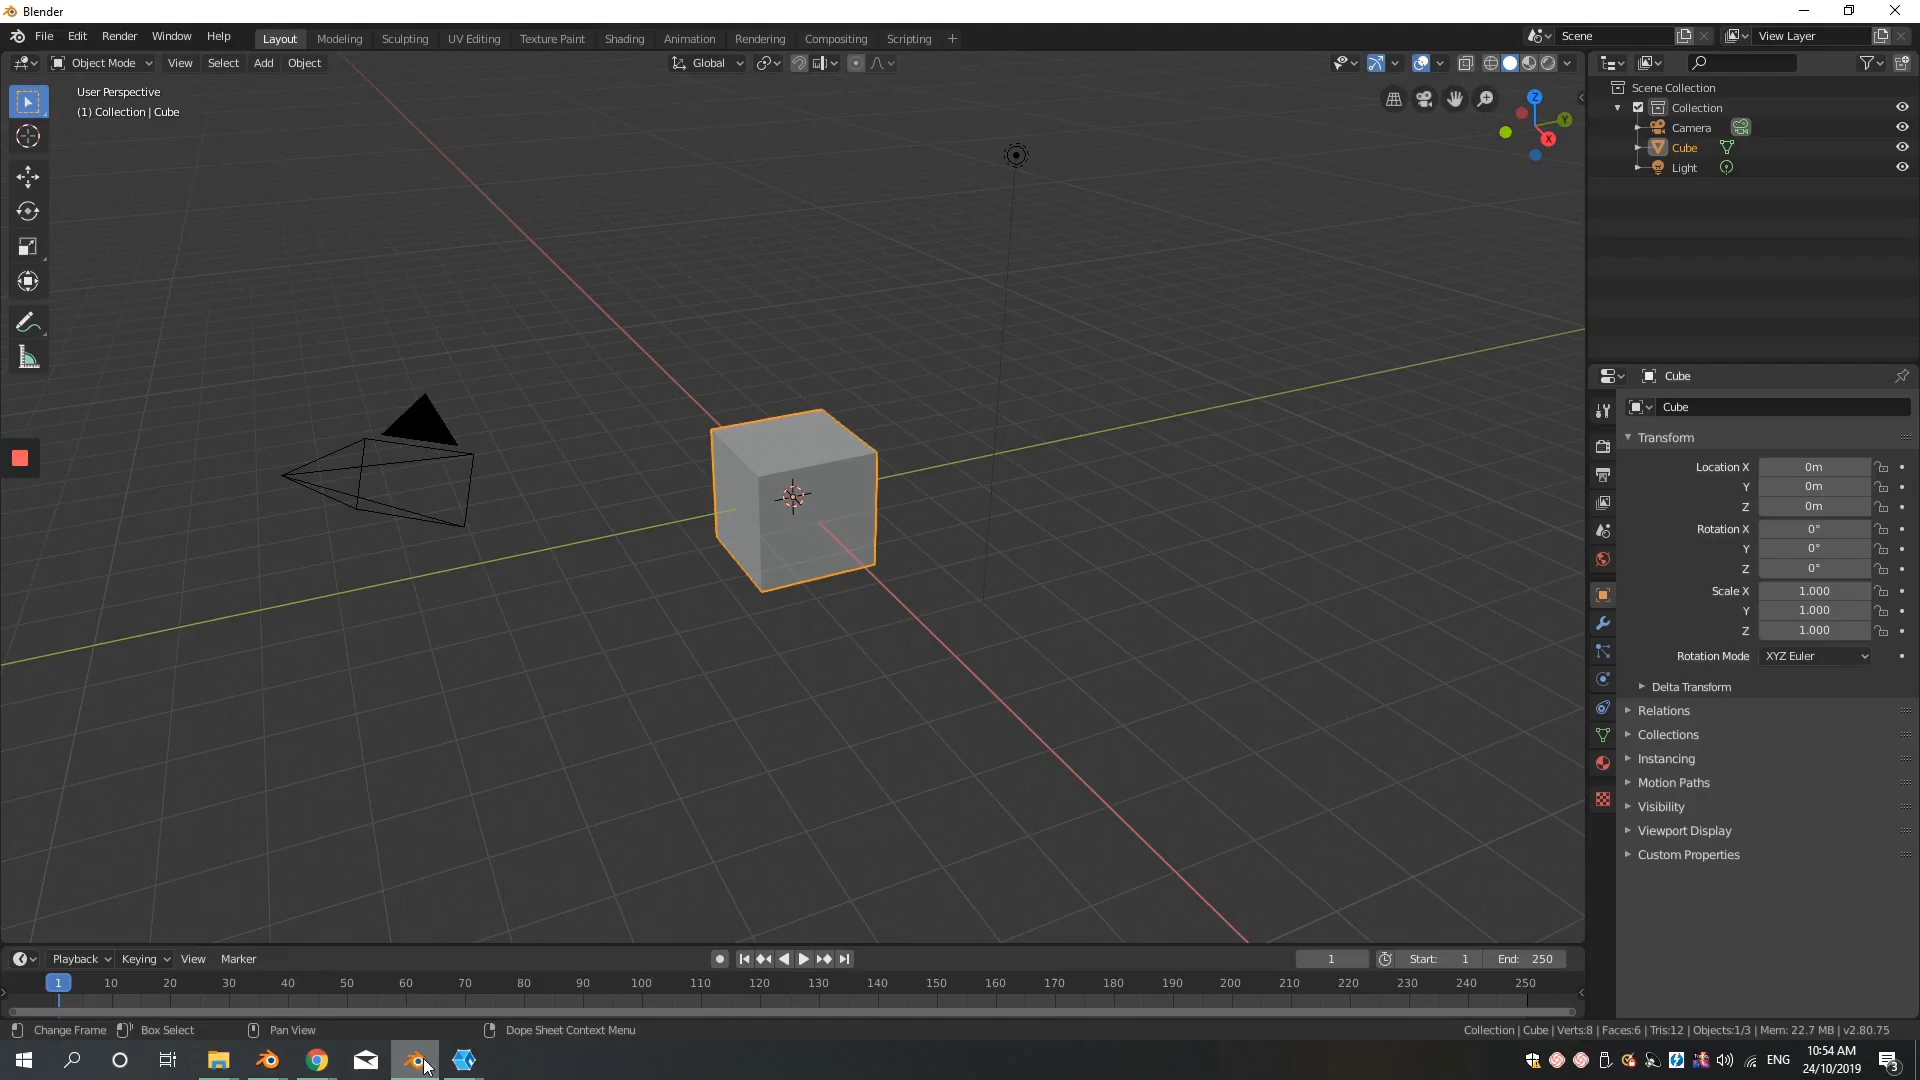 Blender
File Edit Render Window Help Layout Modeling Sculpting UV Editing Texture Paint Shading Animation Rendering Compositing Scripting + Scene View Layer
Object Mode View Select Add Object Global
User Perspective
(1) Collection | Cube
Z
Y
X
Scene Collection
Collection
Camera
Cube
Light
Cube
Cube
Transform
Location X 0m
Y 0m
Z 0m
Rotation X 0°
Y 0°
Z 0°
Scale X 1.000
Y 1.000
Z 1.000
Rotation Mode XYZ Euler
Delta Transform
Relations
Collections
Instancing
Motion Paths
Visibility
Viewport Display
Custom Properties
Playback Keying View Marker 1 Start: 1 End: 250
1 10 20 30 40 50 60 70 80 90 100 110 120 130 140 150 160 170 180 190 200 210 220 230 240 250
Change Frame Box Select Pan View Dope Sheet Context Menu Collection | Cube | Verts:8 | Faces:6 | Tris:12 | Objects:1/3 | Mem: 22.7 MB | v2.80.75
ENG
10:54 AM
24/10/2019
3